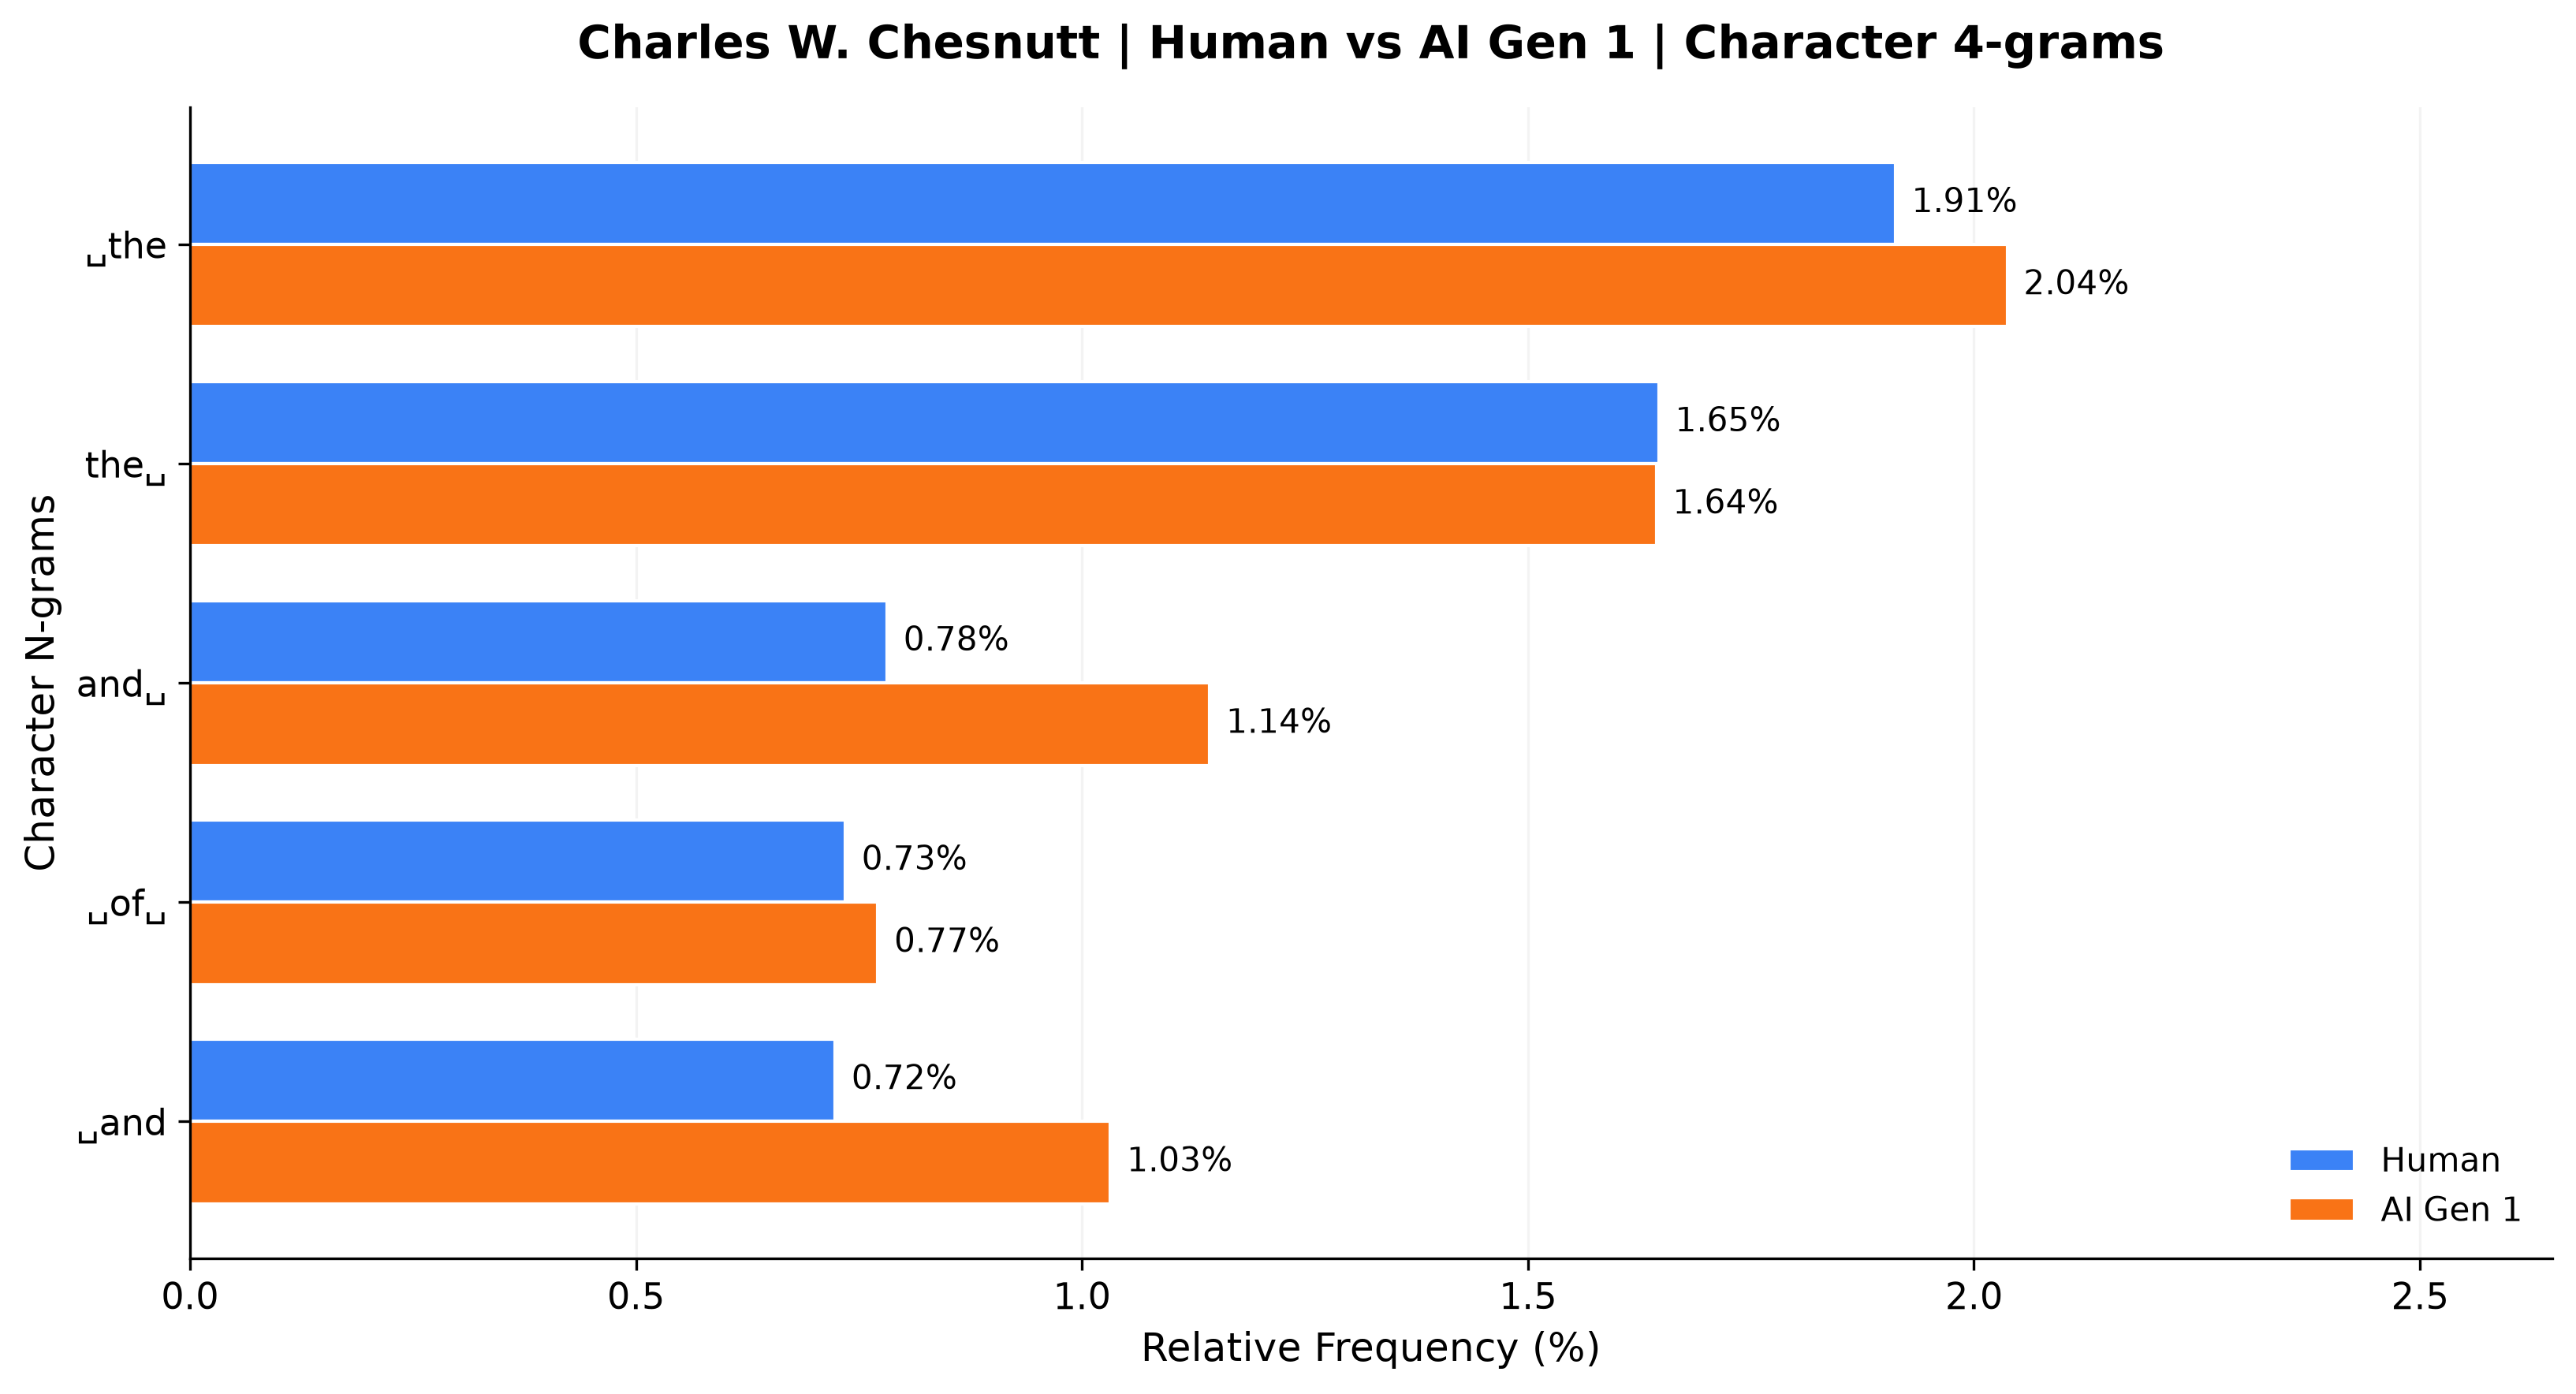 Charles W. Chesnutt | Human vs AI Gen 1 | Character 4-grams
Character N-grams
␣the
1.91%
2.04%
the␣
1.65%
1.64%
and␣
0.78%
1.14%
␣of␣
0.73%
0.77%
␣and
0.72%
1.03%
Human
AI Gen 1
0.0 0.5 1.0 1.5 2.0 2.5
Relative Frequency (%)